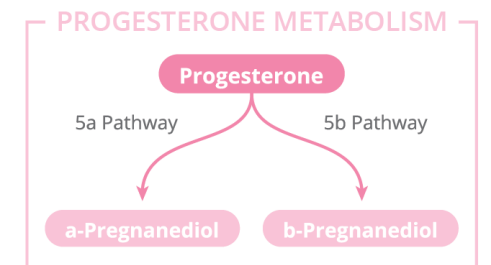 PROGESTERONE METABOLISM
Progesterone
5a Pathway
5b Pathway
a-Pregnanediol
b-Pregnanediol